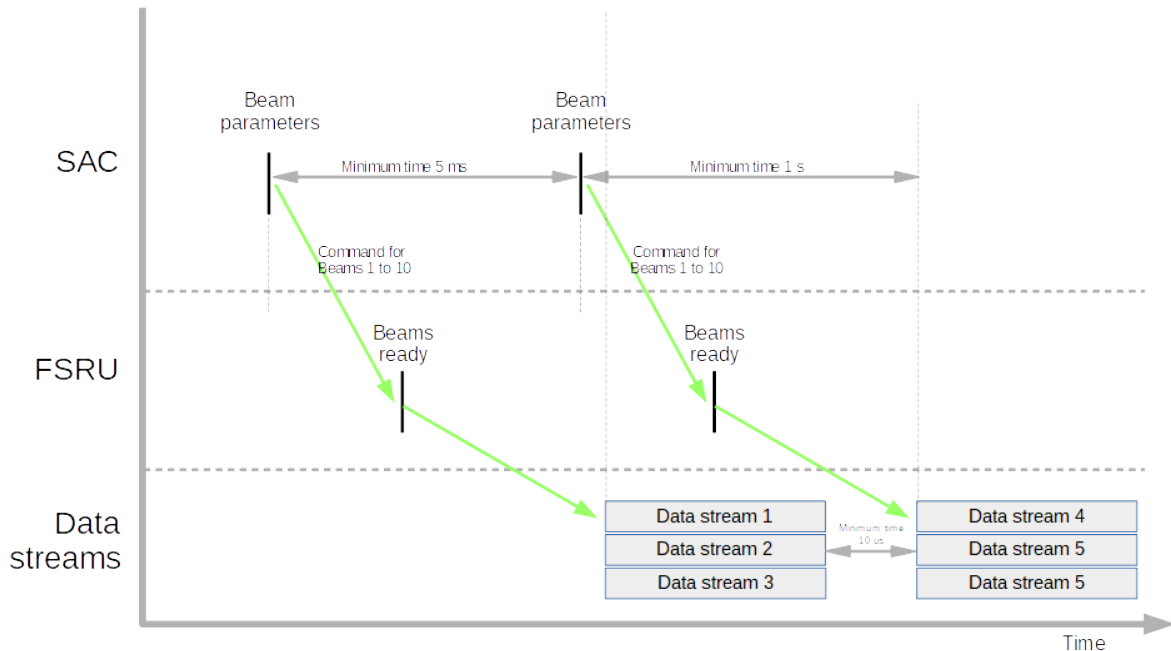 Beam
parameters
Beam
parameters
SAC
Minimum time 5 ms
Minimum time 1 s
Command for
Beams 1 to 10
Command for
Beams 1 to 10
Beams
ready
Beams
ready
FSRU
Data
streams
Data stream 1
Data stream 2
Data stream 3
Minimum time
10 us
Data stream 4
Data stream 5
Data stream 5
Time